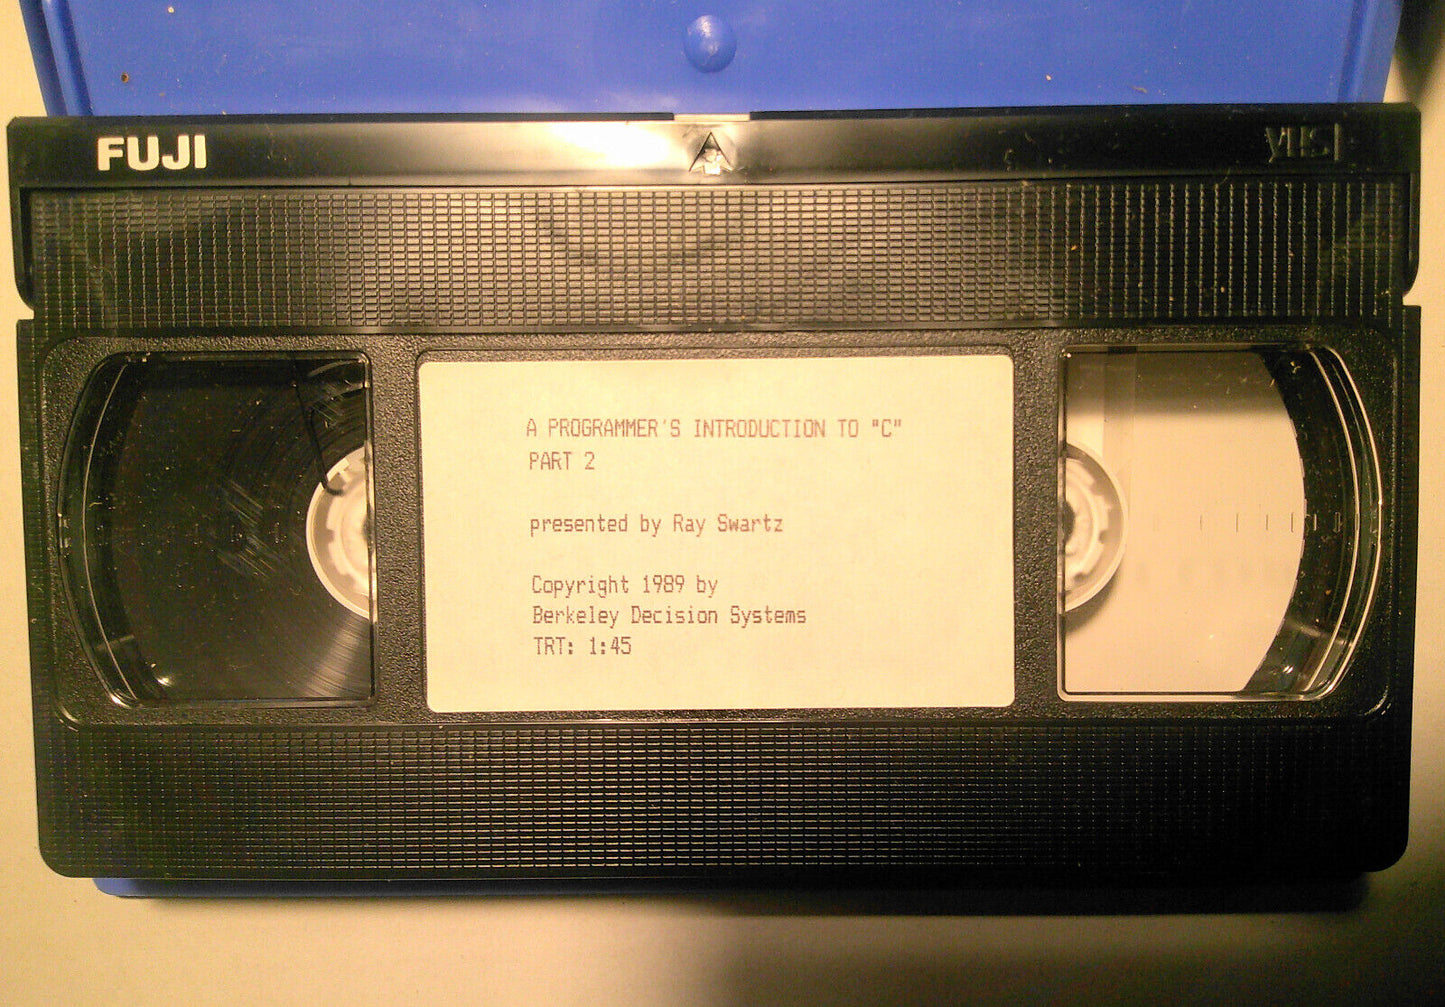 FUJI
VHS
A PROGRAMMER'S INTRODUCTION TO "C"
PART 2
presented by Ray Swartz
Copyright 1989 by
Berkeley Decision Systems
TRT: 1:45